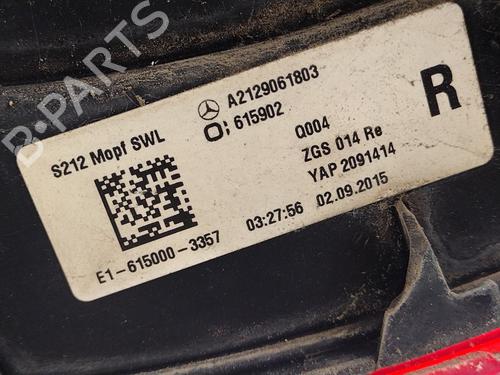 B-PARTS
S212 Mopf SWL
A2129061803
615902
R
Q004
ZGS 014 Re
YAP 2091414
E1-615000-3357
03:27:56 02.09.2015